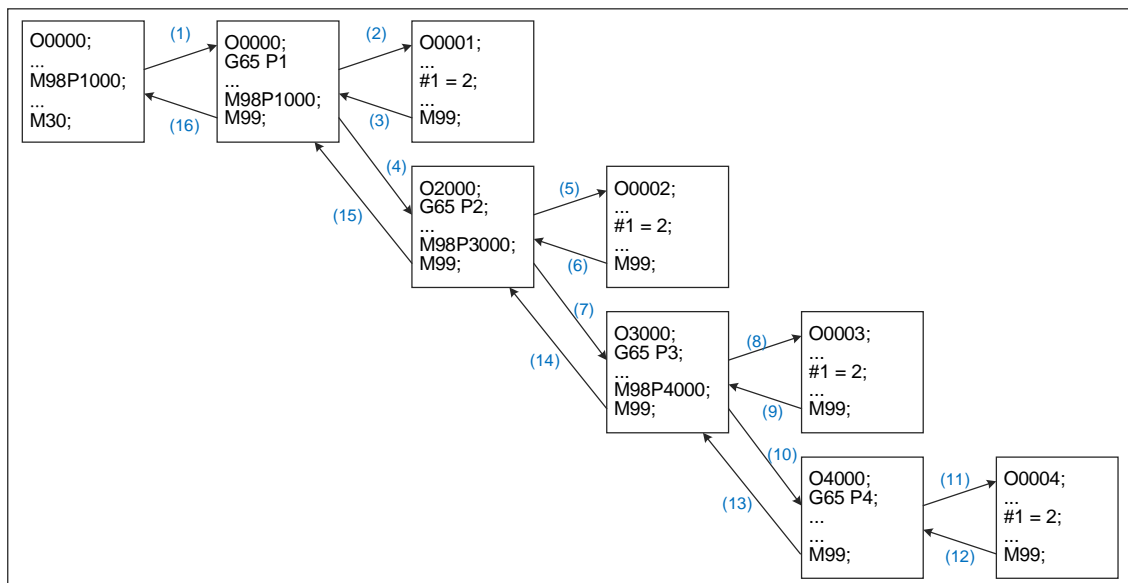 O0000;
...
M98P1000;
...
M30;
(1)
(16)
O0000;
G65 P1
...
M98P1000;
M99;
(2)
(3)
O0001;
...
#1 = 2;
...
M99;
(4)
(15)
O2000;
G65 P2;
...
M98P3000;
M99;
(5)
(6)
O0002;
...
#1 = 2;
...
M99;
(7)
(14)
O3000;
G65 P3;
...
M98P4000;
M99;
(8)
(9)
O0003;
...
#1 = 2;
...
M99;
(10)
(13)
O4000;
G65 P4;
...
...
M99;
(11)
(12)
O0004;
...
#1 = 2;
...
M99;